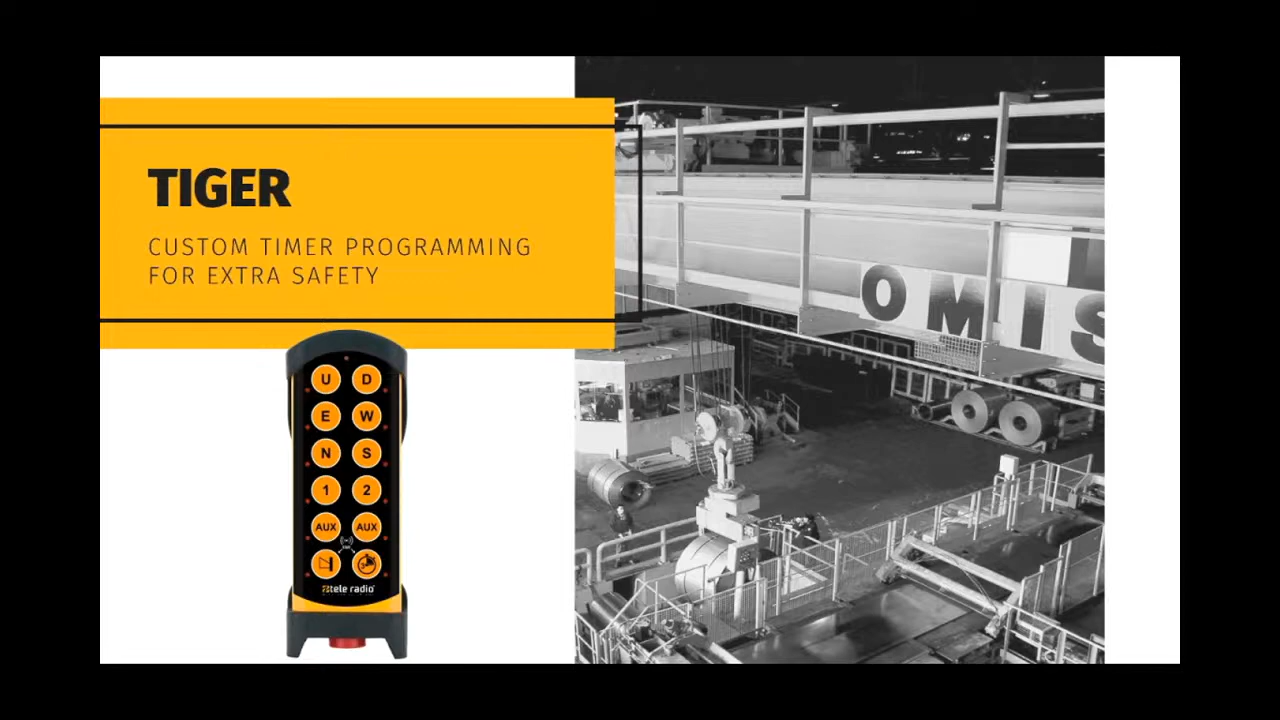 TIGER
CUSTOM TIMER PROGRAMMING
FOR EXTRA SAFETY
U D
E W
N S
1 2
AUX AUX
tele radio
OMIS